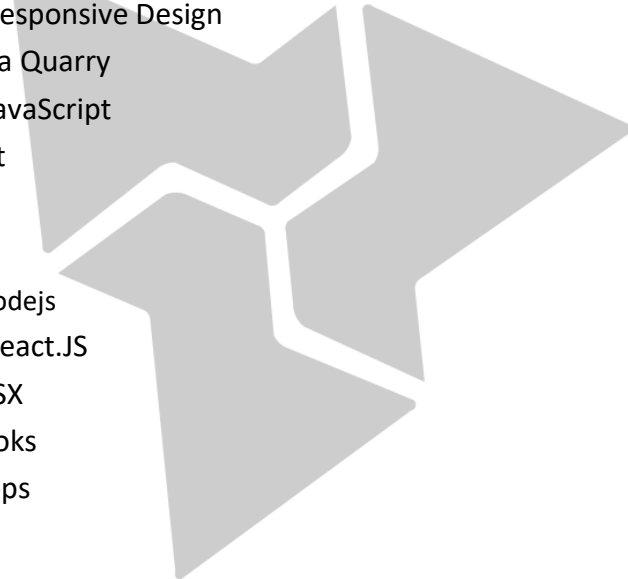 esponsive Design
a Quarry
avaScript
t
odejs
eact.JS
SX
oks
ps